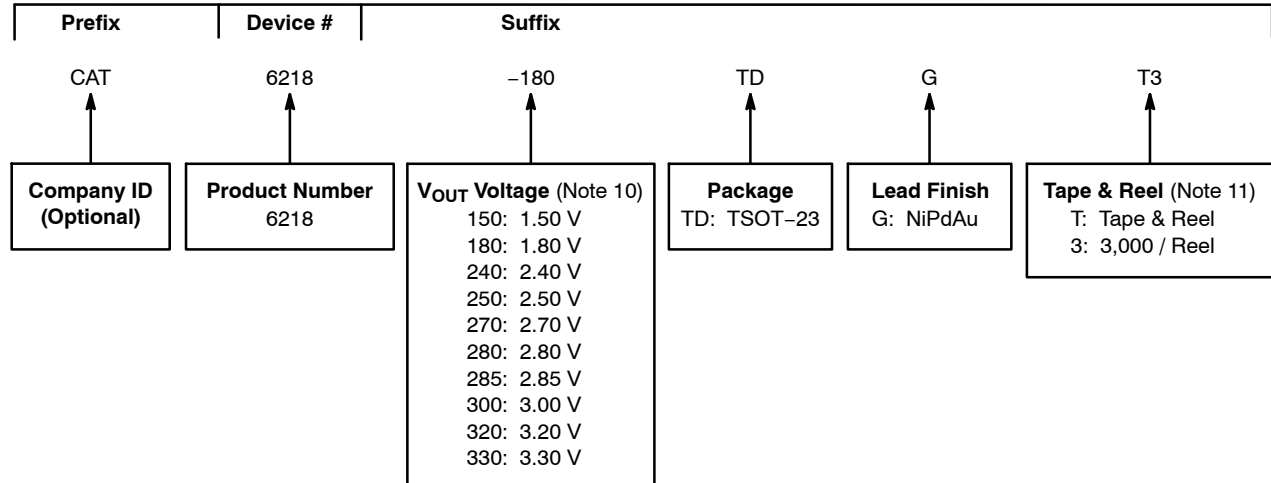 Prefix Device # Suffix
CAT 6218 −180 TD G T3
Company ID
(Optional)
Product Number
6218
VOUT Voltage (Note 10)
150: 1.50 V
180: 1.80 V
240: 2.40 V
250: 2.50 V
270: 2.70 V
280: 2.80 V
285: 2.85 V
300: 3.00 V
320: 3.20 V
330: 3.30 V
Package
TD: TSOT−23
Lead Finish
G: NiPdAu
Tape & Reel (Note 11)
T: Tape & Reel
3: 3,000 / Reel